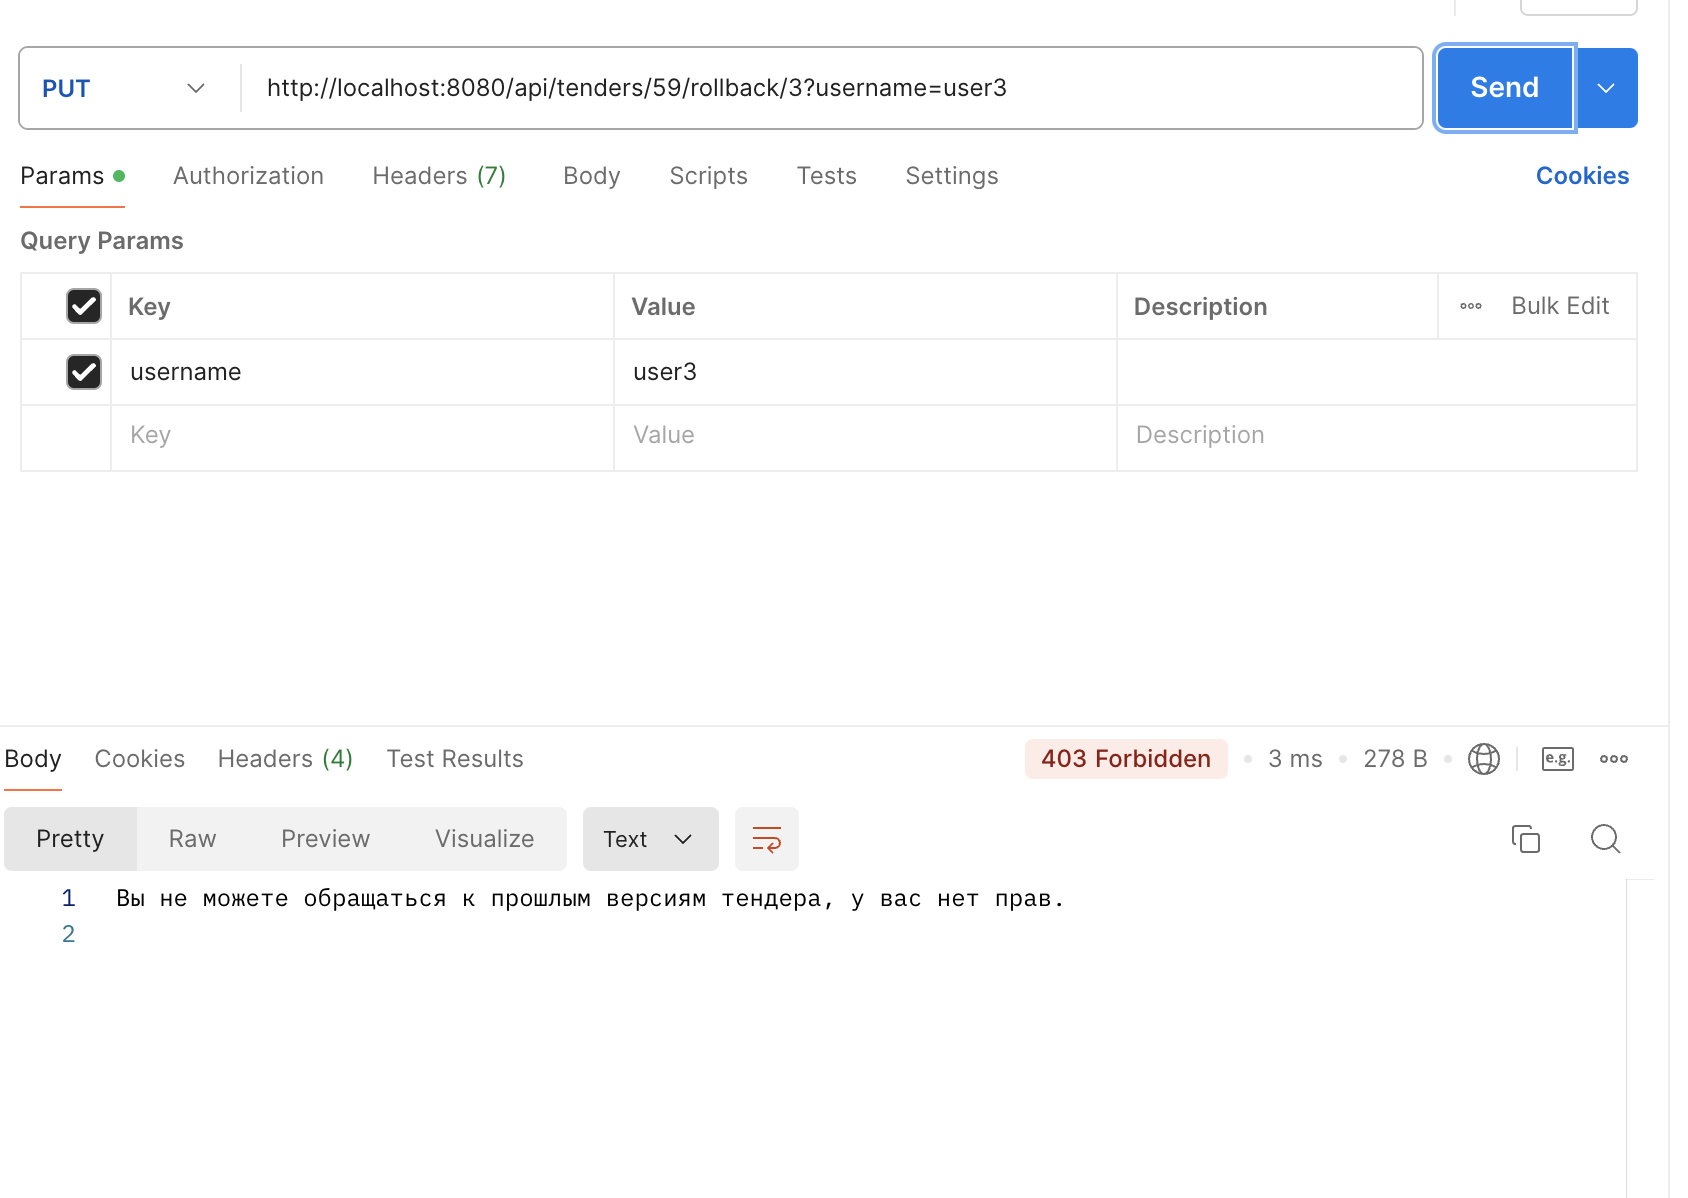 PUT
http://localhost:8080/api/tenders/59/rollback/3?username=user3
Send
Params
Authorization
Headers (7)
Body
Scripts
Tests
Settings
Cookies
Query Params
Key
Value
Description
Bulk Edit
username
user3
Key
Value
Description
Body
Cookies
Headers (4)
Test Results
403 Forbidden
3 ms
278 B
e.g.
Pretty
Raw
Preview
Visualize
Text
1 Вы не можете обращаться к прошлым версиям тендера, у вас нет прав.
2